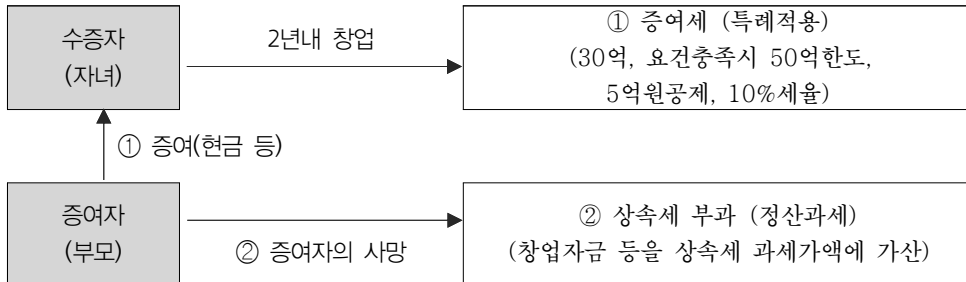 수증자
(자녀)
2년내 창업
① 증여세 (특례적용)
(30억, 요건충족시 50억한도,
5억원공제, 10%세율)
① 증여(현금 등)
증여자
(부모)
② 증여자의 사망
② 상속세 부과 (정산과세)
(창업자금 등을 상속세 과세가액에 가산)